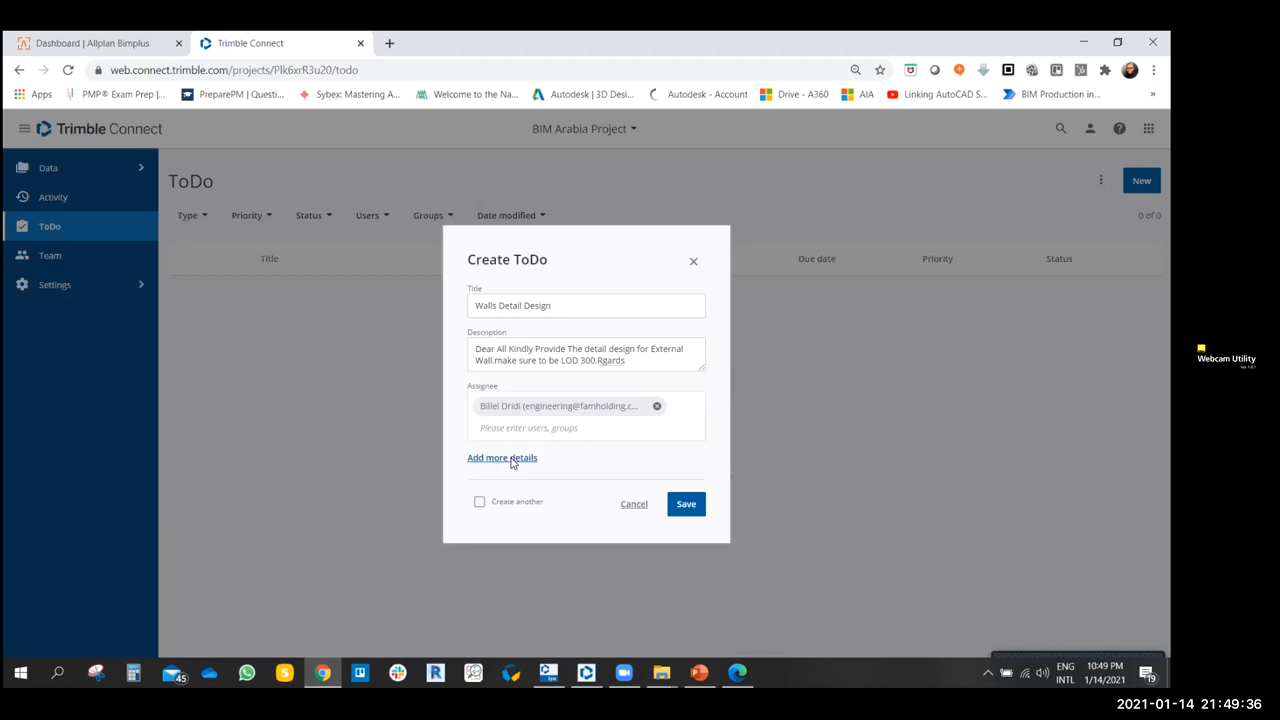 Dashboard | Allplan Bimplus
Trimble Connect
web.connect.trimble.com/projects/Plk6xrR3u20/todo
Apps
PMP® Exam Prep |...
PreparePM | Questi...
Sybex: Mastering A...
Welcome to the Na...
Autodesk | 3D Desi...
Autodesk - Account
Drive - A360
AIA
Linking AutoCAD S...
BIM Production in...
»
Trimble Connect
BIM Arabia Project
Data
Activity
ToDo
Team
Settings
ToDo
New
Type
Priority
Status
Users
Groups
Date modified
0 of 0
Title
Due date
Priority
Status
Create ToDo
Title
Walls Detail Design
Description
Dear All Kindly Provide The detail design for External
Wall.make sure to be LOD 300.Rgards
Assignee
Billel Dridi (engineering@famholding.c...
Please enter users, groups
Add more details
Create another
Cancel
Save
Webcam Utility
45
ENG
INTL
10:49 PM
1/14/2021
19
2021-01-14 21:49:36